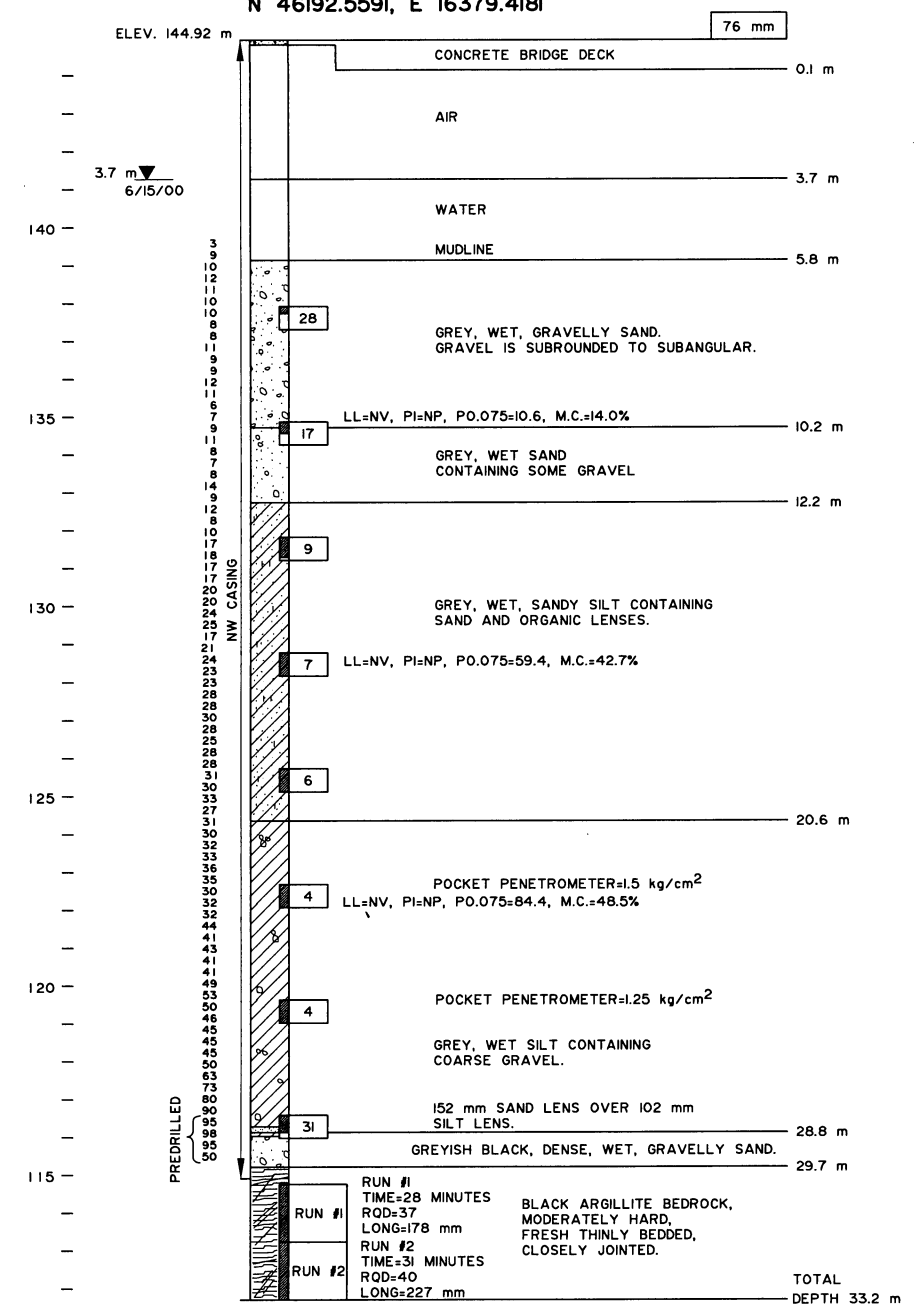 N 46192.5591, E 16379.4181
76 mm
ELEV. 144.92 m
CONCRETE BRIDGE DECK
0.1 m
AIR
3.7 m
6/15/00
3.7 m
WATER
140
MUDLINE
5.8 m
3
9
10
12
11
10
10
8
8
11
9
9
12
11
6
7
9
11
8
7
8
14
9
12
8
10
17
18
17
17
20
20
24
25
17
21
24
23
23
28
28
30
28
25
28
28
31
30
33
27
31
30
32
33
36
35
30
32
32
44
41
43
41
41
49
53
50
46
45
45
45
50
63
73
80
90
95
98
95
50
NW CASING
PREDRILLED
28
GREY, WET, GRAVELLY SAND.
GRAVEL IS SUBROUNDED TO SUBANGULAR.
135
LL=NV, PI=NP, P0.075=10.6, M.C.=14.0%
10.2 m
17
GREY, WET SAND
CONTAINING SOME GRAVEL
12.2 m
9
130
GREY, WET, SANDY SILT CONTAINING
SAND AND ORGANIC LENSES.
7
LL=NV, PI=NP, P0.075=59.4, M.C.=42.7%
6
125
20.6 m
POCKET PENETROMETER=1.5 kg/cm2
4
LL=NV, PI=NP, P0.075=84.4, M.C.=48.5%
120
POCKET PENETROMETER=1.25 kg/cm2
4
GREY, WET SILT CONTAINING
COARSE GRAVEL.
152 mm SAND LENS OVER 102 mm
SILT LENS.
31
28.8 m
GREYISH BLACK, DENSE, WET, GRAVELLY SAND.
29.7 m
115
RUN #1
RUN #1
TIME=28 MINUTES
RQD=37
LONG=178 mm
RUN #2
RUN #2
TIME=31 MINUTES
RQD=40
LONG=227 mm
BLACK ARGILLITE BEDROCK,
MODERATELY HARD,
FRESH THINLY BEDDED,
CLOSELY JOINTED.
TOTAL
DEPTH 33.2 m